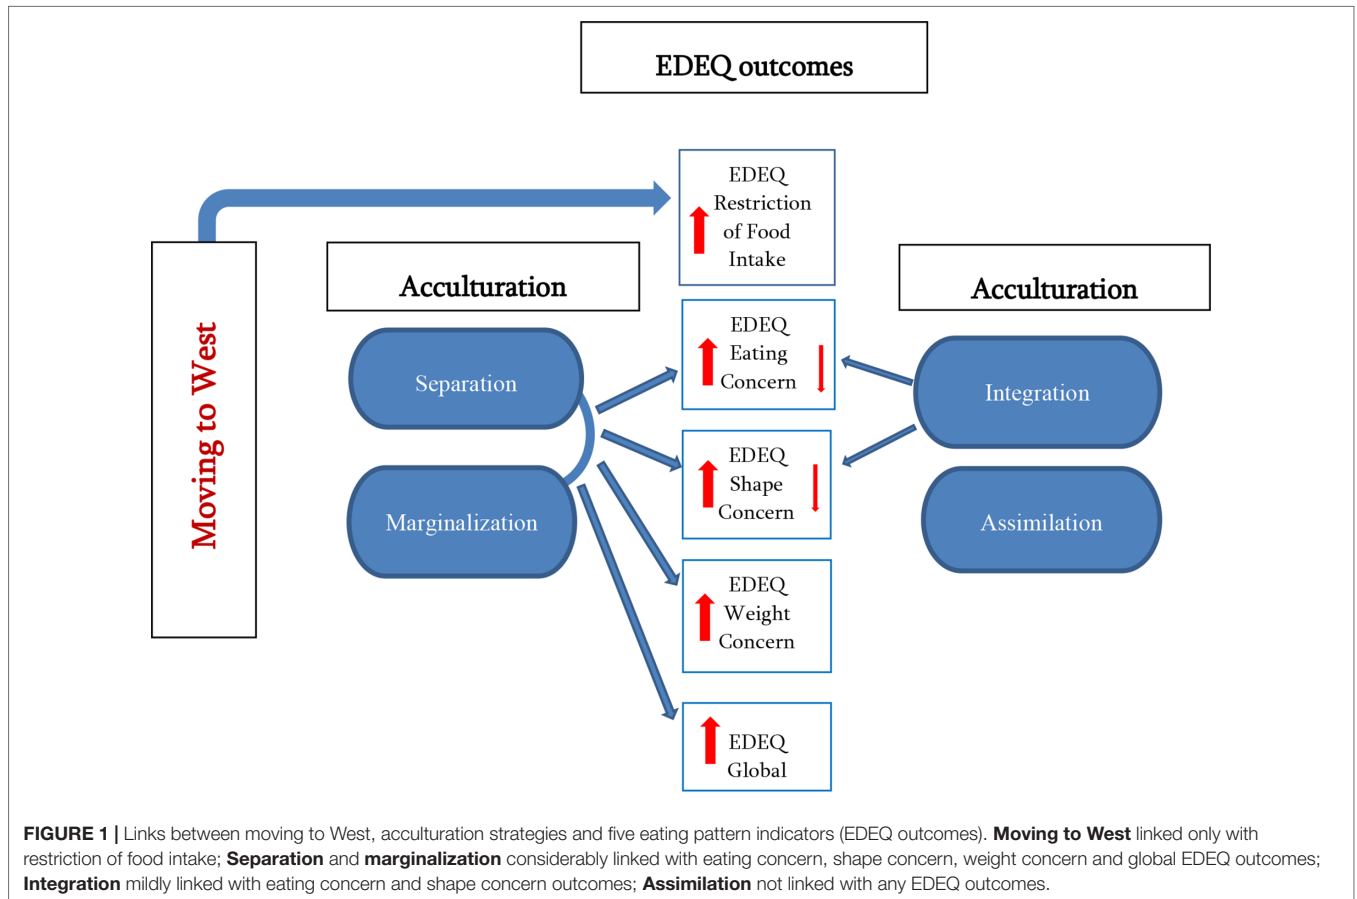 EDEQ outcomes
EDEQ
Restriction
of Food
Intake
Moving to West
Acculturation
Separation
Marginalization
EDEQ
Eating
Concern
EDEQ
Shape
Concern
EDEQ
Weight
Concern
EDEQ
Global
Acculturation
Integration
Assimilation
FIGURE 1 | Links between moving to West, acculturation strategies and five eating pattern indicators (EDEQ outcomes). Moving to West linked only with
restriction of food intake; Separation and marginalization considerably linked with eating concern, shape concern, weight concern and global EDEQ outcomes;
Integration mildly linked with eating concern and shape concern outcomes; Assimilation not linked with any EDEQ outcomes.